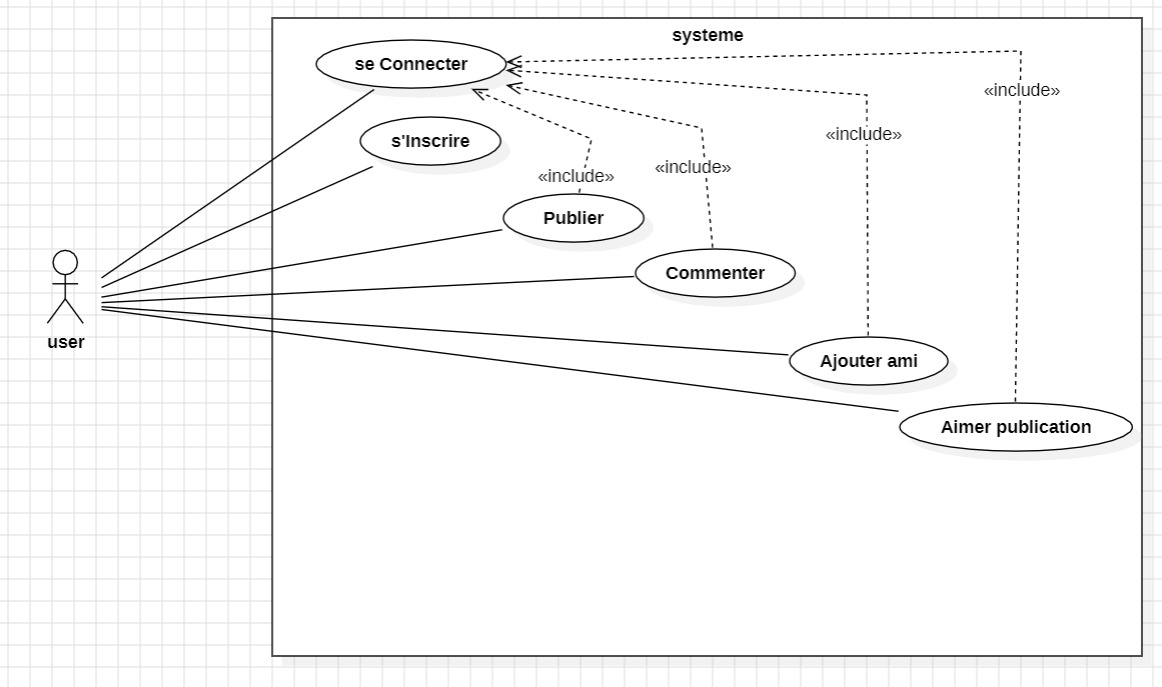 systeme
se Connecter
«include»
«include»
s'Inscrire
«include»
«include»
Publier
Commenter
user
Ajouter ami
Aimer publication